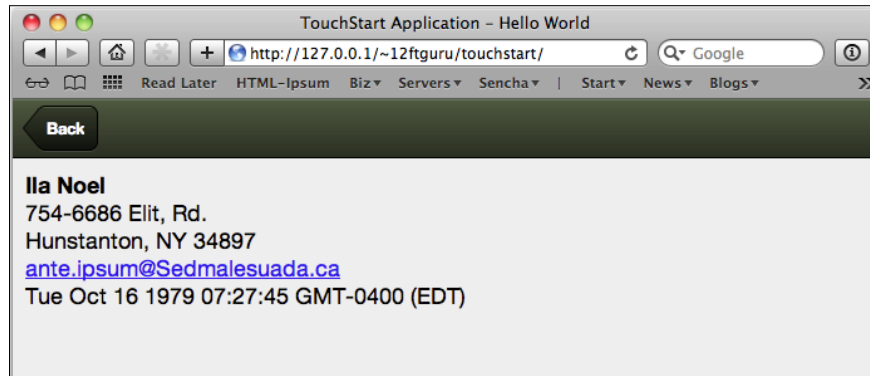 TouchStart Application – Hello World
http://127.0.0.1/~12ftguru/touchstart/ Google
Read Later HTML-Ipsum Biz▾ Servers▾ Sencha▾ | Start▾ News▾ Blogs▾ »
Back
Ila Noel
754-6686 Elit, Rd.
Hunstanton, NY 34897
ante.ipsum@Sedmalesuada.ca
Tue Oct 16 1979 07:27:45 GMT-0400 (EDT)